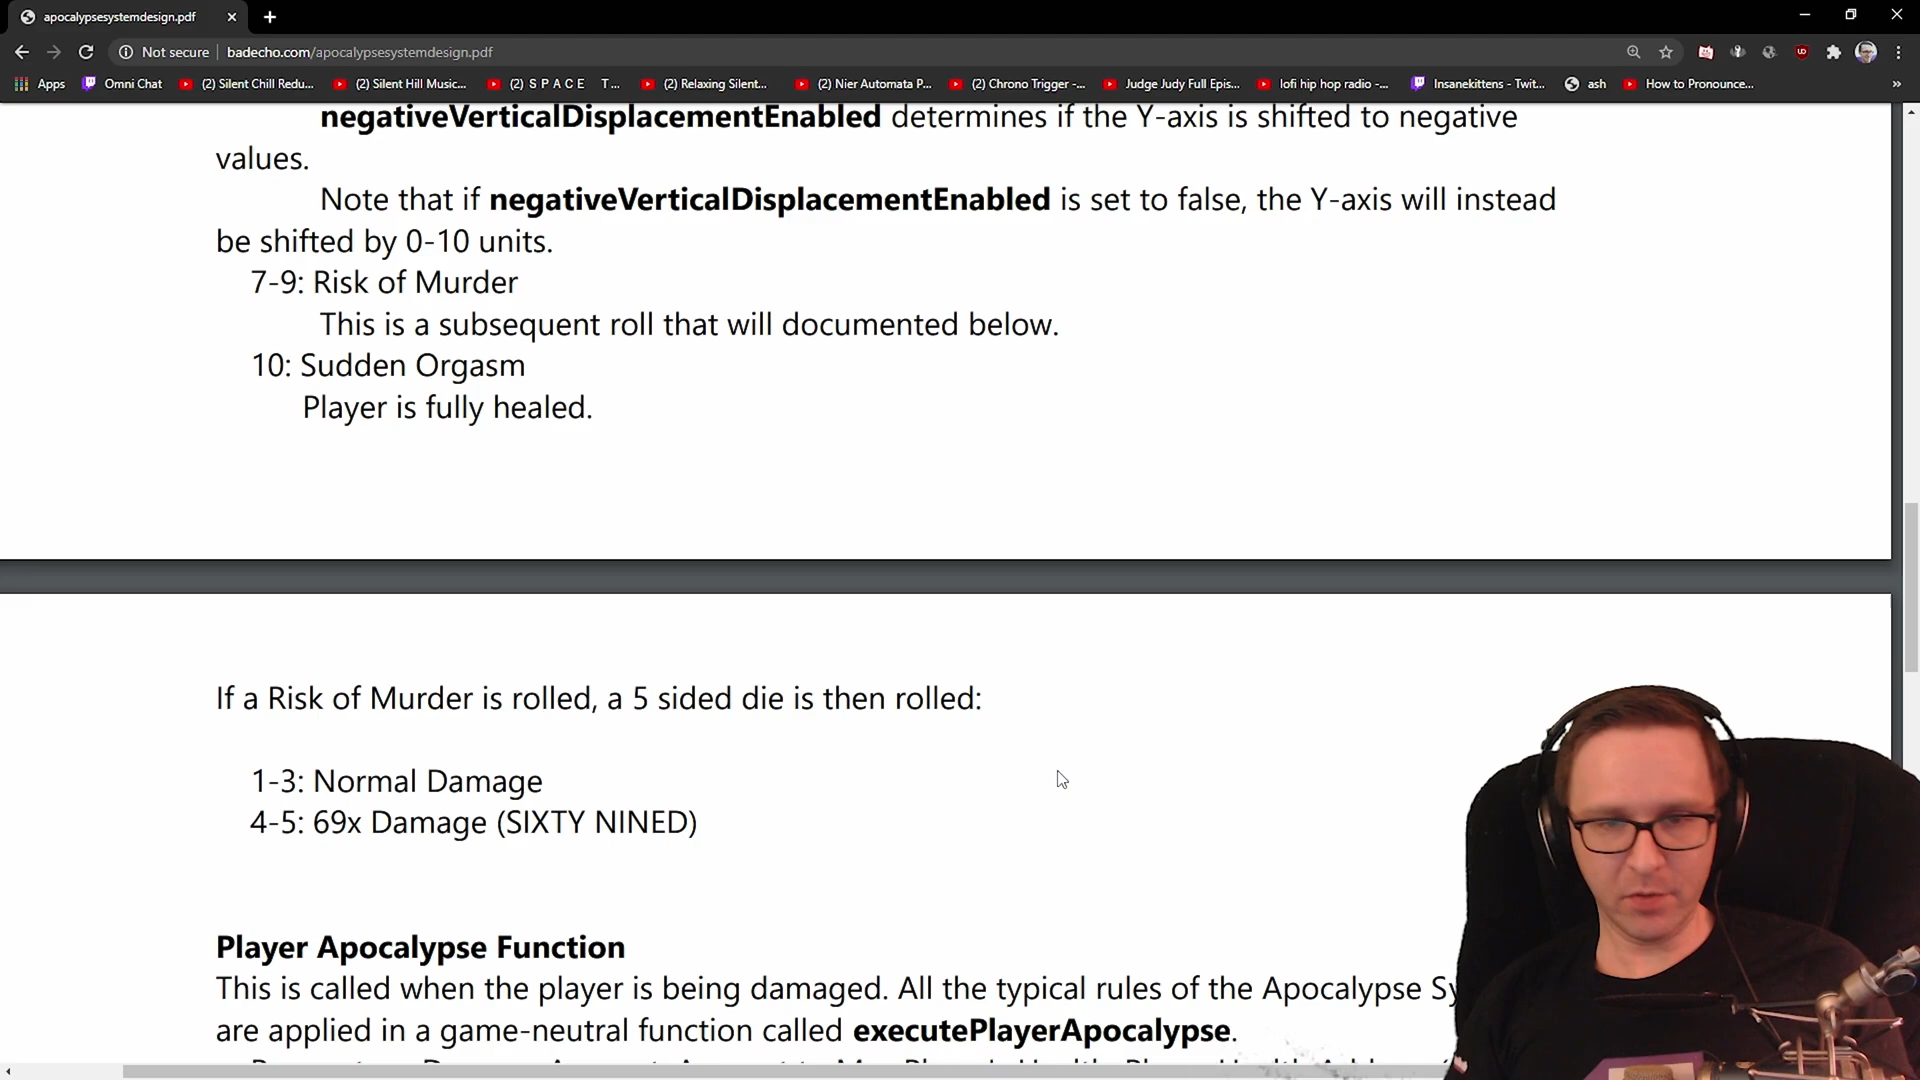 apocalypsesystemdesign.pdf
Not secure | badecho.com/apocalypsesystemdesign.pdf
Apps Omni Chat (2) Silent Chill Redu... (2) Silent Hill Music... (2) S P A C E T... (2) Relaxing Silent... (2) Nier Automata P... (2) Chrono Trigger -... Judge Judy Full Epis... lofi hip hop radio -... Insanekittens - Twit... ash How to Pronounce...
negativeVerticalDisplacementEnabled determines if the Y-axis is shifted to negative
values.
Note that if negativeVerticalDisplacementEnabled is set to false, the Y-axis will instead
be shifted by 0-10 units.
7-9: Risk of Murder
This is a subsequent roll that will documented below.
10: Sudden Orgasm
Player is fully healed.
If a Risk of Murder is rolled, a 5 sided die is then rolled:
1-3: Normal Damage
4-5: 69x Damage (SIXTY NINED)
Player Apocalypse Function
This is called when the player is being damaged. All the typical rules of the Apocalypse Sy
are applied in a game-neutral function called executePlayerApocalypse.